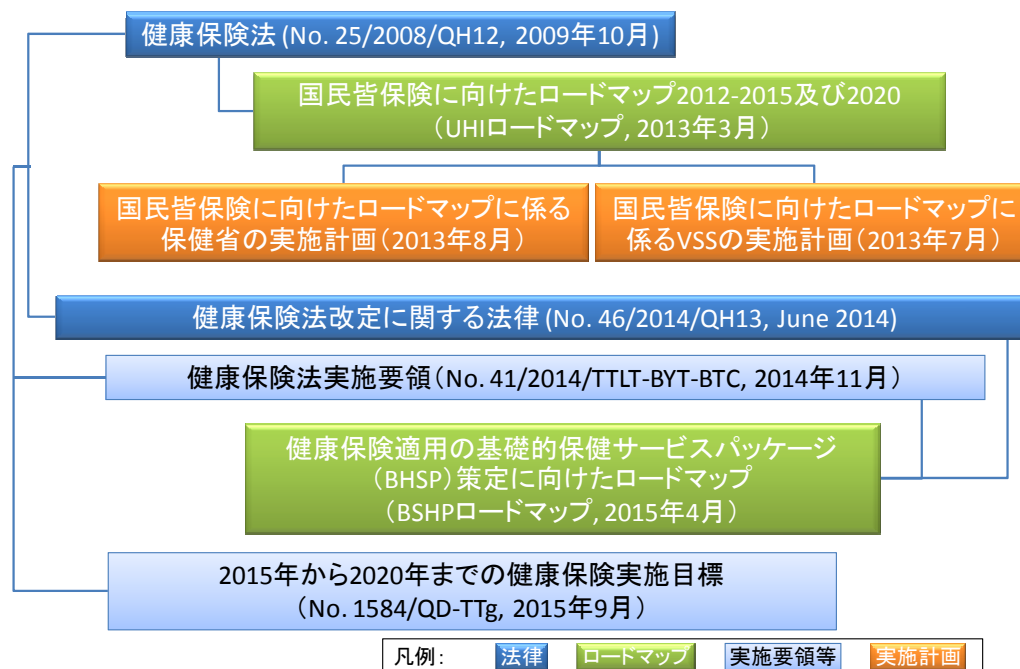 健康保険法 (No. 25/2008/QH12, 2009年10月)
国民皆保険に向けたロードマップ2012-2015及び2020
（UHIロードマップ, 2013年3月）
国民皆保険に向けたロードマップに係る
保健省の実施計画（2013年8月）
国民皆保険に向けたロードマップに
係るVSSの実施計画（2013年7月）
健康保険法改定に関する法律 (No. 46/2014/QH13, June 2014)
健康保険法実施要領（No. 41/2014/TTLT-BYT-BTC, 2014年11月）
健康保険適用の基礎的保健サービスパッケージ
（BHSP）策定に向けたロードマップ
（BSHPロードマップ, 2015年4月）
2015年から2020年までの健康保険実施目標
（No. 1584/QD-TTg, 2015年9月）
凡例： 法律 ロードマップ 実施要領等 実施計画